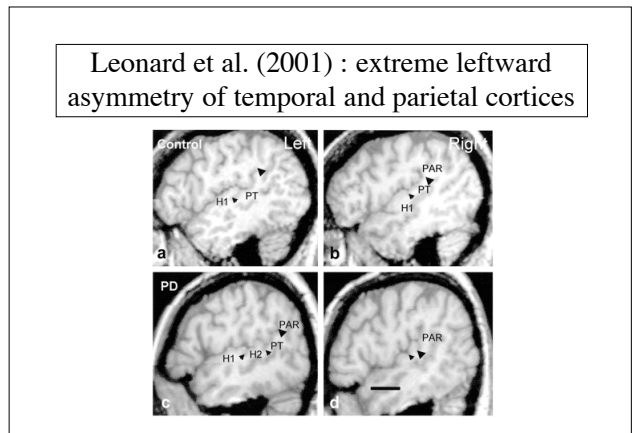 Leonard et al. (2001) : extreme leftward
asymmetry of temporal and parietal cortices
Control Left
H1 PT
a
Right
PAR
PT
H1
b
PD
PAR
PT
H1 H2
c
PAR
d